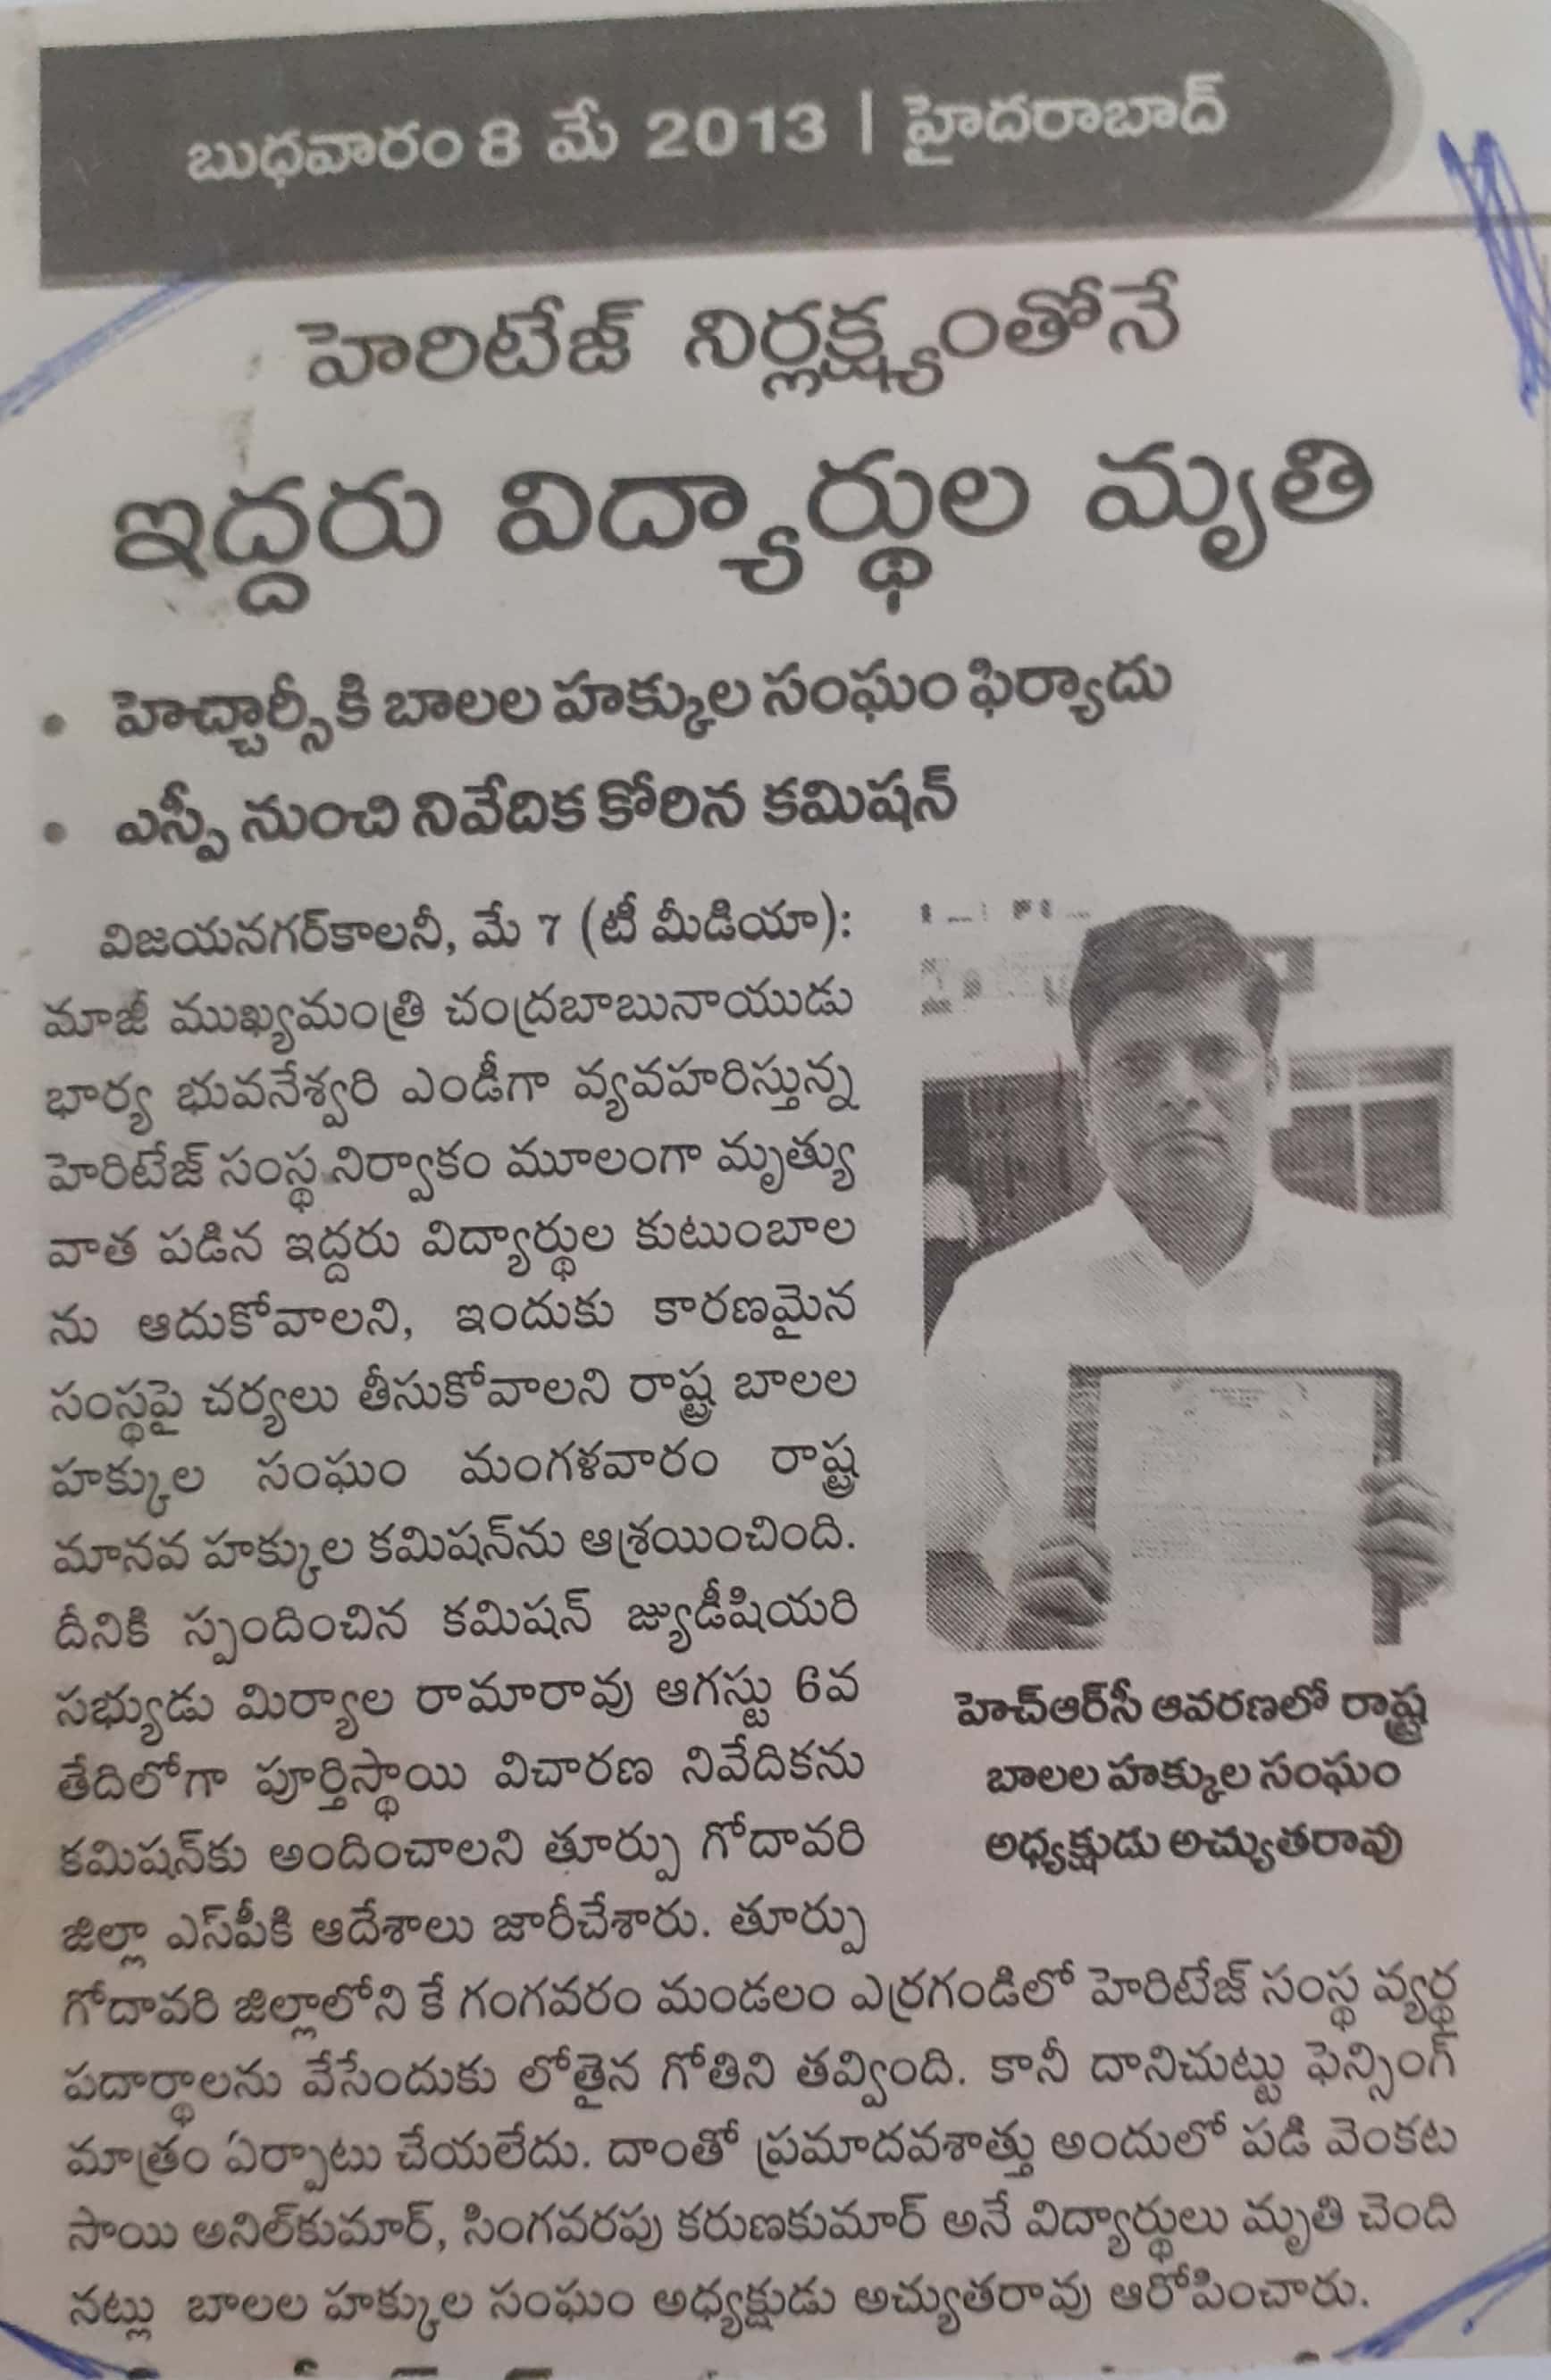 బుధవారం 8 మే 2013 | హైదరాబాద్
హెరిటేజ్ నిర్లక్ష్యంతోనే
ఇద్దరు విద్యార్థుల మృతి
• హెచ్చార్సీకి బాలల హక్కుల సంఘం ఫిర్యాదు
• ఎస్పీ నుంచి నివేదిక కోరిన కమిషన్
విజయనగర్‌కాలనీ, మే 7 (టీ మీడియా):
మాజీ ముఖ్యమంత్రి చంద్రబాబునాయుడు
భార్య భువనేశ్వరి ఎండీగా వ్యవహరిస్తున్న
హెరిటేజ్ సంస్థ నిర్వాకం మూలంగా మృత్యు
వాత పడిన ఇద్దరు విద్యార్థుల కుటుంబాల
ను ఆదుకోవాలని, ఇందుకు కారణమైన
సంస్థపై చర్యలు తీసుకోవాలని రాష్ట్ర బాలల
హక్కుల సంఘం మంగళవారం రాష్ట్ర
మానవ హక్కుల కమిషన్‌ను ఆశ్రయించింది.
దీనికి స్పందించిన కమిషన్ జ్యుడీషియరి
సభ్యుడు మిర్యాల రామారావు ఆగస్టు 6వ
తేదిలోగా పూర్తిస్థాయి విచారణ నివేదికను
కమిషన్‌కు అందించాలని తూర్పు గోదావరి
జిల్లా ఎస్‌పీకి ఆదేశాలు జారీచేశారు. తూర్పు
గోదావరి జిల్లాలోని కే గంగవరం మండలం ఎర్రగండిలో హెరిటేజ్ సంస్థ వ్యర్థ
పదార్థాలను వేసేందుకు లోతైన గోతిని తవ్వింది. కానీ దానిచుట్టు ఫెన్సింగ్
మాత్రం ఏర్పాటు చేయలేదు. దాంతో ప్రమాదవశాత్తు అందులో పడి వెంకట
సాయి అనిల్‌కుమార్, సింగవరపు కరుణకుమార్ అనే విద్యార్థులు మృతి చెంది
నట్లు బాలల హక్కుల సంఘం అధ్యక్షుడు అచ్యుతరావు ఆరోపించారు.
హెచ్ఆర్‌సీ ఆవరణలో రాష్ట్ర
బాలల హక్కుల సంఘం
అధ్యక్షుడు అచ్యుతరావు